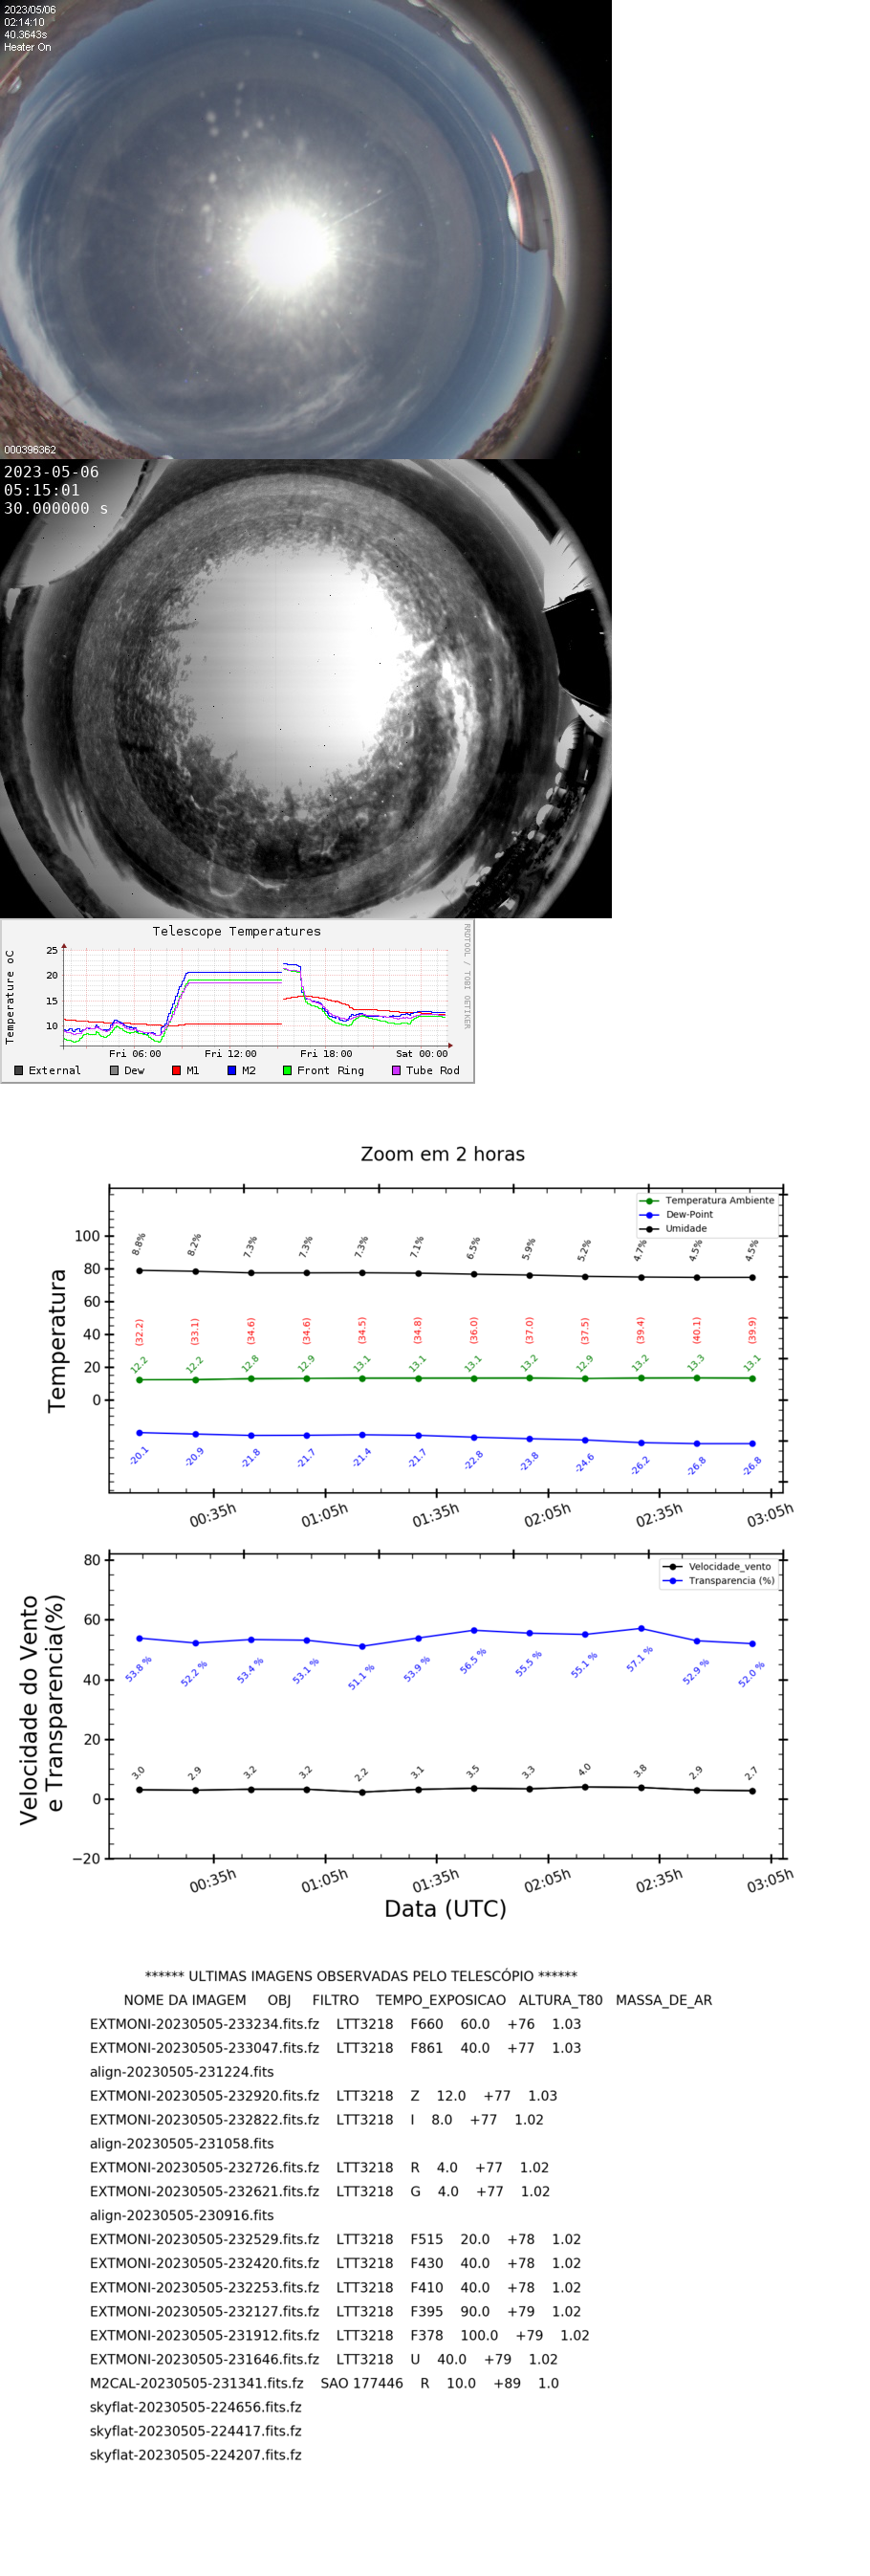 2023/05/06
02:14:10
40.3643s
Heater On
000396362
2023-05-06
05:15:01
30.000000 s
Telescope Temperatures
RRDTOOL / TOBI OETIKER
Temperature oC
25
20
15
10
Fri 06:00 Fri 12:00 Fri 18:00 Sat 00:00
External Dew M1 M2 Front Ring Tube Rod
Zoom em 2 horas
Temperatura Ambiente
Dew-Point
Umidade
Temperatura
100
80
60
40
20
0
8.8% 8.2% 7.3% 7.3% 7.3% 7.1% 6.5% 5.9% 5.2% 4.7% 4.5% 4.5%
(32.2) (33.1) (34.6) (34.6) (34.5) (34.8) (36.0) (37.0) (37.5) (39.4) (40.1) (39.9)
12.2 12.2 12.8 12.9 13.1 13.1 13.1 13.2 12.9 13.2 13.3 13.1
-20.1 -20.9 -21.8 -21.7 -21.4 -21.7 -22.8 -23.8 -24.6 -26.2 -26.8 -26.8
00:35h 01:05h 01:35h 02:05h 02:35h 03:05h
Velocidade_vento
Transparencia (%)
Velocidade do Vento
e Transparencia(%)
80
60
40
20
0
−20
53.8 % 52.2 % 53.4 % 53.1 % 51.1 % 53.9 % 56.5 % 55.5 % 55.1 % 57.1 % 52.9 % 52.0 %
3.0 2.9 3.2 3.2 2.2 3.1 3.5 3.3 4.0 3.8 2.9 2.7
00:35h 01:05h 01:35h 02:05h 02:35h 03:05h
Data (UTC)
****** ULTIMAS IMAGENS OBSERVADAS PELO TELESCÓPIO ******
NOME DA IMAGEM OBJ FILTRO TEMPO_EXPOSICAO ALTURA_T80 MASSA_DE_AR
EXTMONI-20230505-233234.fits.fz LTT3218 F660 60.0 +76 1.03
EXTMONI-20230505-233047.fits.fz LTT3218 F861 40.0 +77 1.03
align-20230505-231224.fits
EXTMONI-20230505-232920.fits.fz LTT3218 Z 12.0 +77 1.03
EXTMONI-20230505-232822.fits.fz LTT3218 I 8.0 +77 1.02
align-20230505-231058.fits
EXTMONI-20230505-232726.fits.fz LTT3218 R 4.0 +77 1.02
EXTMONI-20230505-232621.fits.fz LTT3218 G 4.0 +77 1.02
align-20230505-230916.fits
EXTMONI-20230505-232529.fits.fz LTT3218 F515 20.0 +78 1.02
EXTMONI-20230505-232420.fits.fz LTT3218 F430 40.0 +78 1.02
EXTMONI-20230505-232253.fits.fz LTT3218 F410 40.0 +78 1.02
EXTMONI-20230505-232127.fits.fz LTT3218 F395 90.0 +79 1.02
EXTMONI-20230505-231912.fits.fz LTT3218 F378 100.0 +79 1.02
EXTMONI-20230505-231646.fits.fz LTT3218 U 40.0 +79 1.02
M2CAL-20230505-231341.fits.fz SAO 177446 R 10.0 +89 1.0
skyflat-20230505-224656.fits.fz
skyflat-20230505-224417.fits.fz
skyflat-20230505-224207.fits.fz